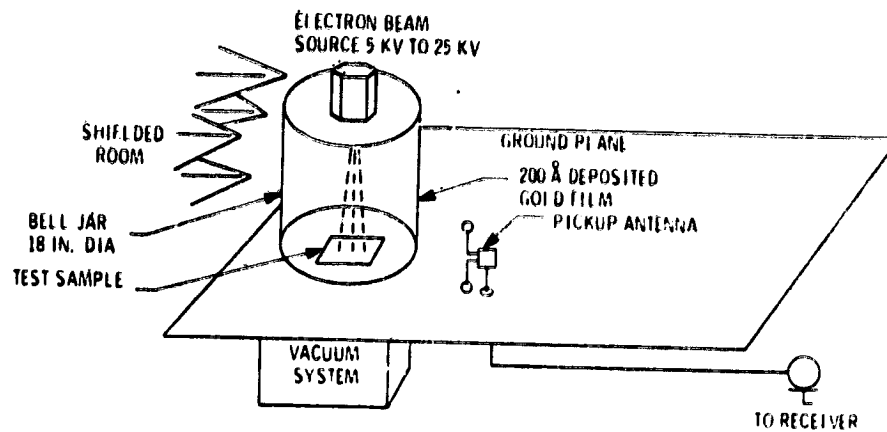 ELECTRON BEAM
SOURCE 5 KV TO 25 KV
SHIELDED
ROOM
GROUND PLANE
200 Å DEPOSITED
GOLD FILM
PICKUP ANTENNA
BELL JAR
18 IN. DIA
TEST SAMPLE
VACUUM
SYSTEM
TO RECEIVER